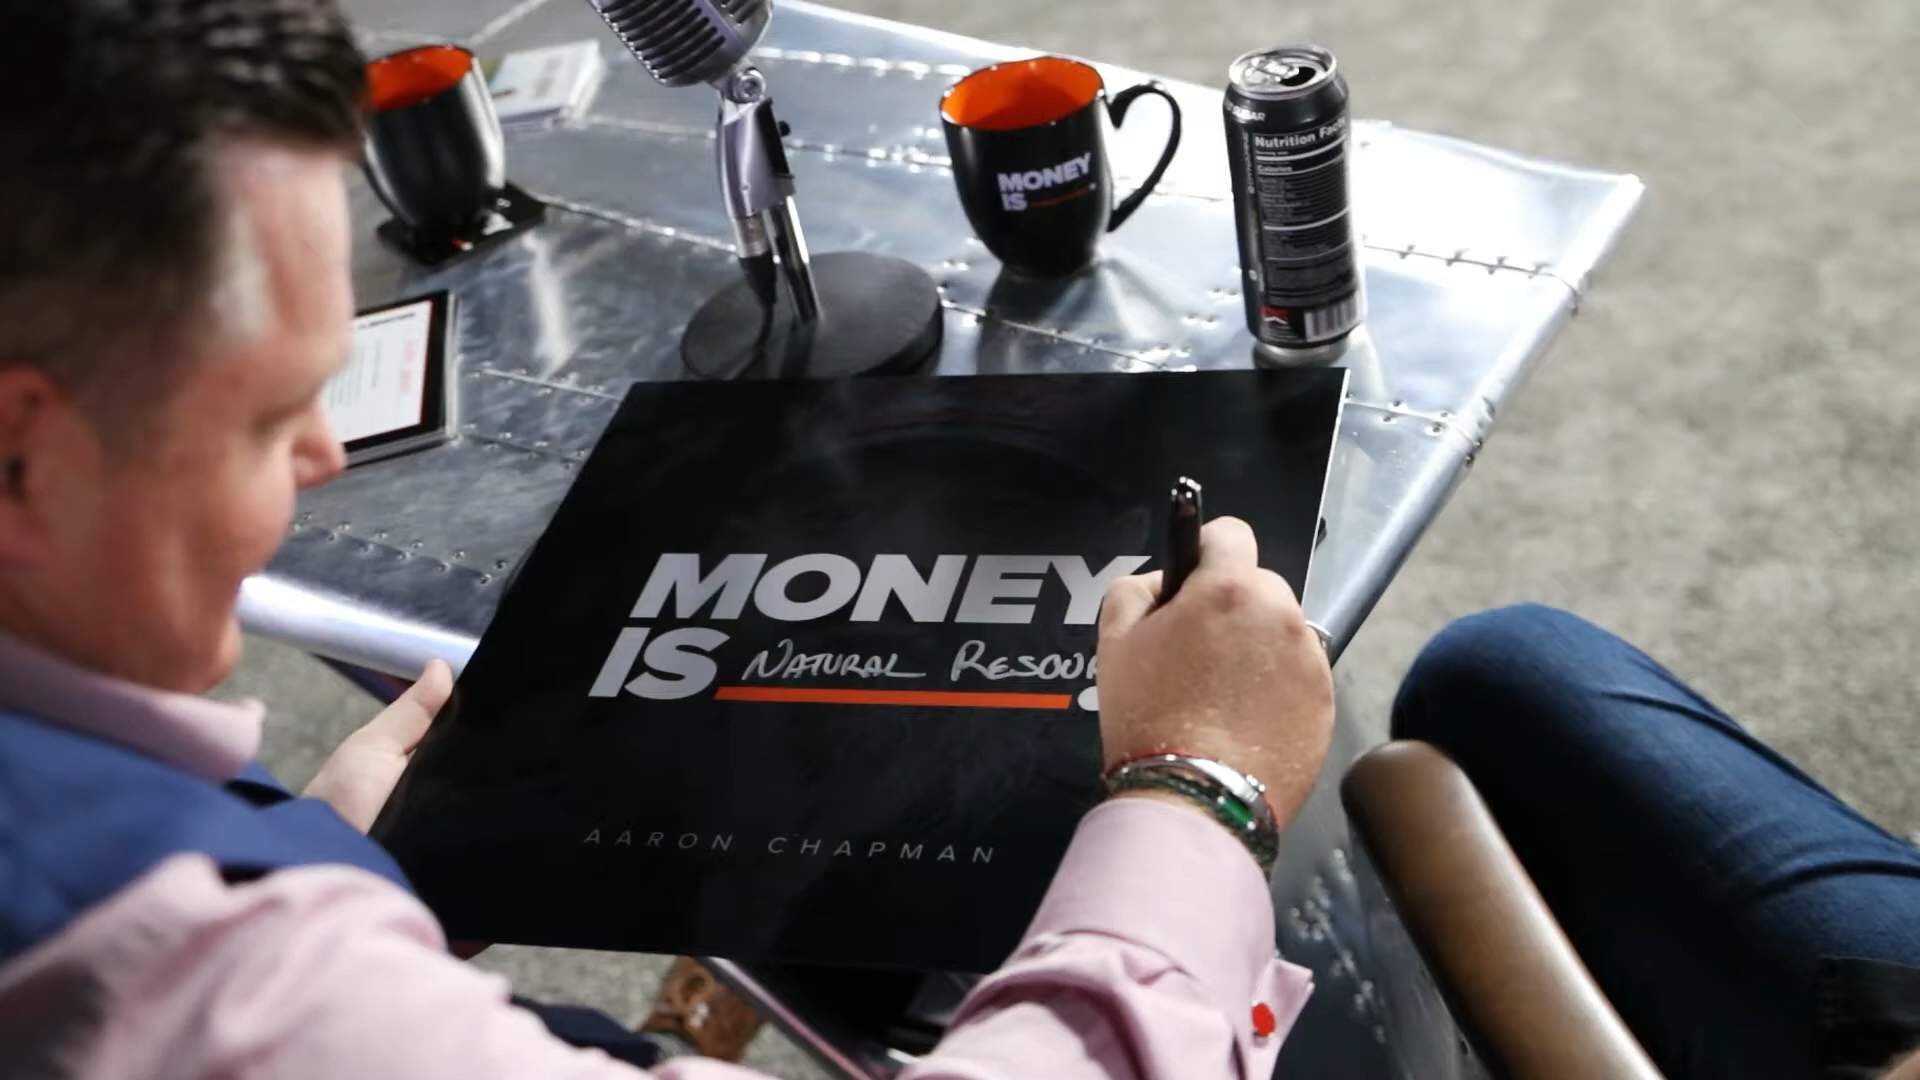 MONEY
IS
Nutrition Facts
Calories
MONEY
IS NATURAL RESOUR
AARON CHAPMAN